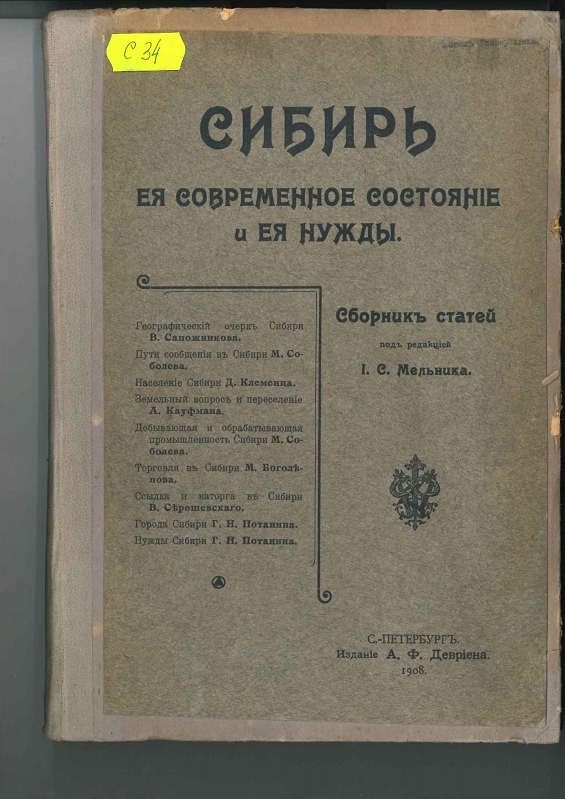 С 34
СИБИРЬ
ЕЯ СОВРЕМЕННОЕ СОСТОЯНІЕ
и ЕЯ НУЖДЫ.
Географическій очеркъ Сибири
В. Сапожникова.
Пути сообщенія въ Сибири М. Со-
болева.
Населеніе Сибири Д. Клеменца.
Земельный вопросъ и переселеніе
А. Кауфмана.
Добывающая и обрабатывающая
промышленность Сибири М. Со-
болева.
Торговля въ Сибири М. Боголѣ-
пова.
Ссылка и каторга въ Сибири
В. Сѣрошевскаго.
Города Сибири Г. Н. Потанина.
Нужды Сибири Г. Н. Потанина.
Сборникъ статей
подъ редакціей
І. С. Мельника.
С.-ПЕТЕРБУРГЪ.
Изданіе А. Ф. Девріена.
1908.